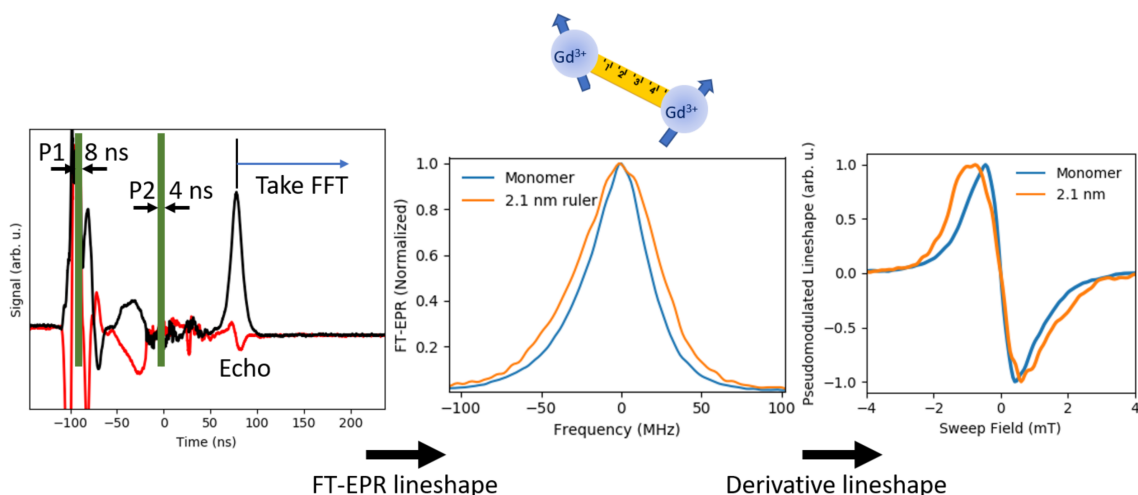 Gd³⁺
1 2 3 4
Gd³⁺
P1 8 ns
P2 4 ns
Take FFT
Echo
Signal (arb. u.)
−100 −50 0 50 100 150 200
Time (ns)
Monomer
2.1 nm ruler
FT-EPR (Normalized)
1.0
0.8
0.6
0.4
0.2
−100 −50 0 50 100
Frequency (MHz)
Monomer
2.1 nm
Pseudomodulated Lineshape (arb. u.)
1.0
0.5
0.0
−0.5
−1.0
−4 −2 0 2 4
Sweep Field (mT)
FT-EPR lineshape
Derivative lineshape